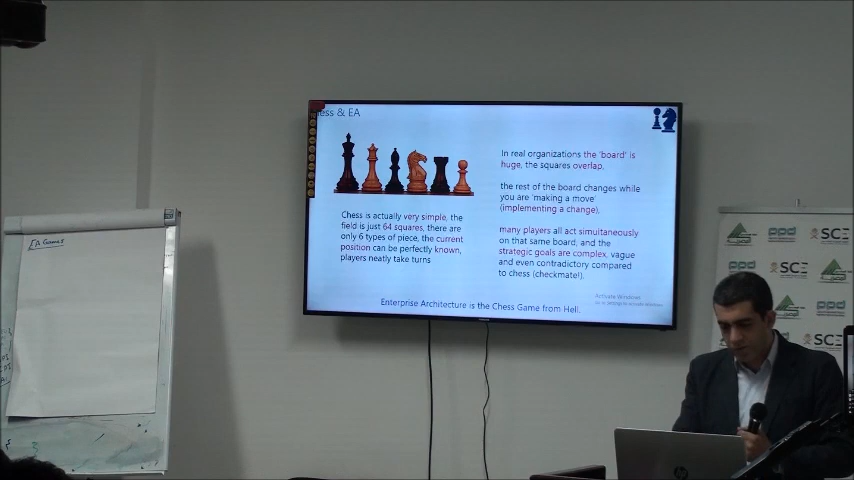 ess & EA
Chess is actually very simple, the
field is just 64 squares, there are
only 6 types of piece, the current
position can be perfectly known,
players neatly take turns
In real organizations the 'board' is
huge, the squares overlap,
the rest of the board changes while
you are 'making a move'
(implementing a change),
many players all act simultaneously
on that same board, and the
strategic goals are complex, vague
and even contradictory compared
to chess (checkmate!).
Enterprise Architecture is the Chess Game from Hell.
Activate Windows
EA Games
ppd
SCE
ppd
SCE
ppd
SCE
hp